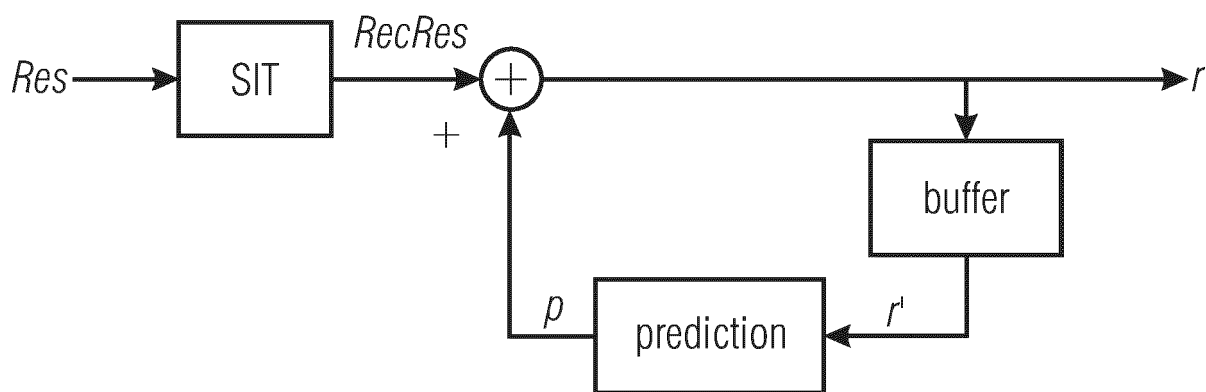 RecRes
Res
SIT
+
r
+
buffer
p
r'
prediction